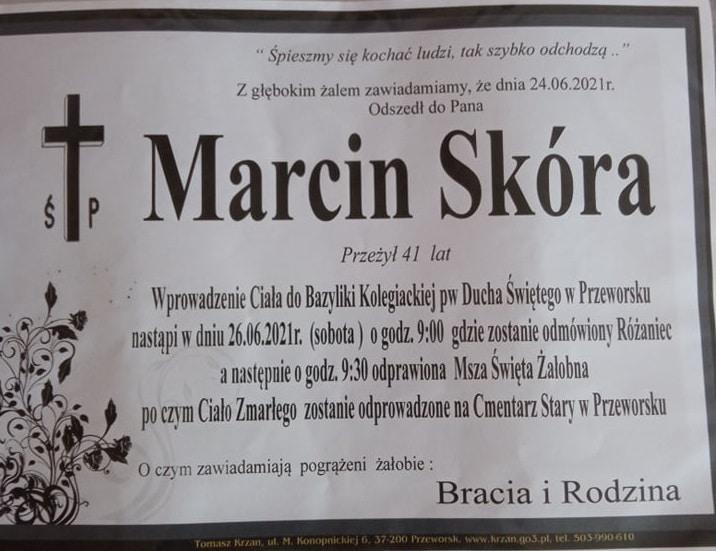 “ Śpieszmy się kochać ludzi, tak szybko odchodzą ..”
Z głębokim żalem zawiadamiamy, że dnia 24.06.2021r.
Odszedł do Pana
Marcin Skóra
Ś P
Przeżył 41 lat
Wprowadzenie Ciała do Bazyliki Kolegiackiej pw Ducha Świętego w Przeworsku
nastąpi w dniu 26.06.2021r. (sobota ) o godz. 9:00 gdzie zostanie odmówiony Różaniec
a następnie o godz. 9:30 odprawiona Msza Święta Żałobna
po czym Ciało Zmarłego zostanie odprowadzone na Cmentarz Stary w Przeworsku
O czym zawiadamiają pogrążeni żałobie :
Bracia i Rodzina
Tomasz Krzan, ul. M. Konopnickiej 6, 37-200 Przeworsk, www.krzan.go3.pl, tel. 503-990-610